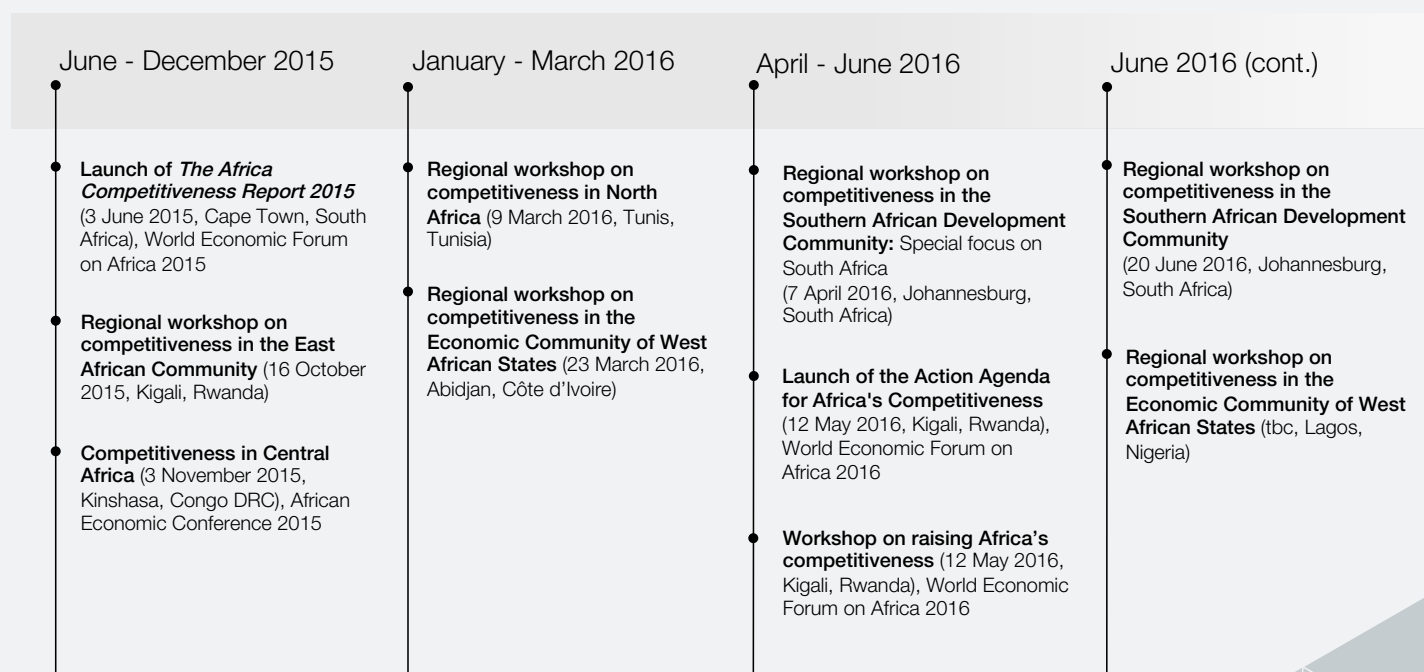 June - December 2015
Launch of The Africa
Competitiveness Report 2015
(3 June 2015, Cape Town, South
Africa), World Economic Forum
on Africa 2015
Regional workshop on
competitiveness in the East
African Community (16 October
2015, Kigali, Rwanda)
Competitiveness in Central
Africa (3 November 2015,
Kinshasa, Congo DRC), African
Economic Conference 2015
January - March 2016
Regional workshop on
competitiveness in North
Africa (9 March 2016, Tunis,
Tunisia)
Regional workshop on
competitiveness in the
Economic Community of West
African States (23 March 2016,
Abidjan, Côte d’Ivoire)
April - June 2016
Regional workshop on
competitiveness in the
Southern African Development
Community: Special focus on
South Africa
(7 April 2016, Johannesburg,
South Africa)
Launch of the Action Agenda
for Africa's Competitiveness
(12 May 2016, Kigali, Rwanda),
World Economic Forum on
Africa 2016
Workshop on raising Africa’s
competitiveness (12 May 2016,
Kigali, Rwanda), World Economic
Forum on Africa 2016
June 2016 (cont.)
Regional workshop on
competitiveness in the
Southern African Development
Community
(20 June 2016, Johannesburg,
South Africa)
Regional workshop on
competitiveness in the
Economic Community of West
African States (tbc, Lagos,
Nigeria)